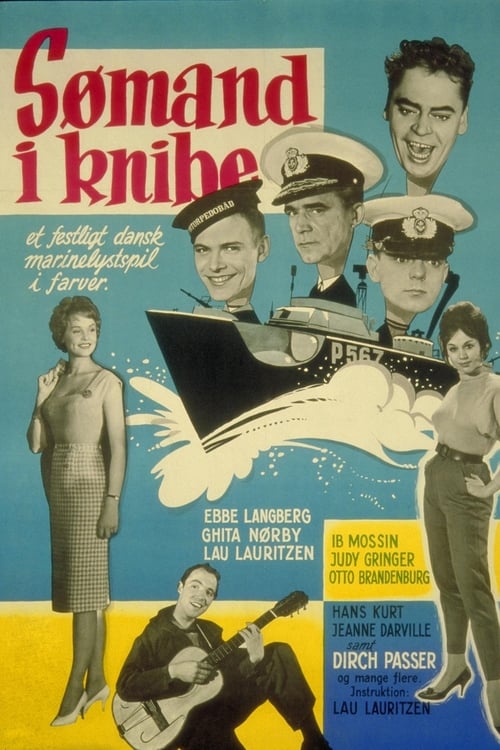 Sømand
i knibe
et festligt dansk
marinelystspil
i farver.
TORPEDOBÅD
P567
EBBE LANGBERG
GHITA NØRBY
LAU LAURITZEN
IB MOSSIN
JUDY GRINGER
OTTO BRANDENBURG
HANS KURT
JEANNE DARVILLE
samt
DIRCH PASSER
og mange flere.
Instruktion:
LAU LAURITZEN